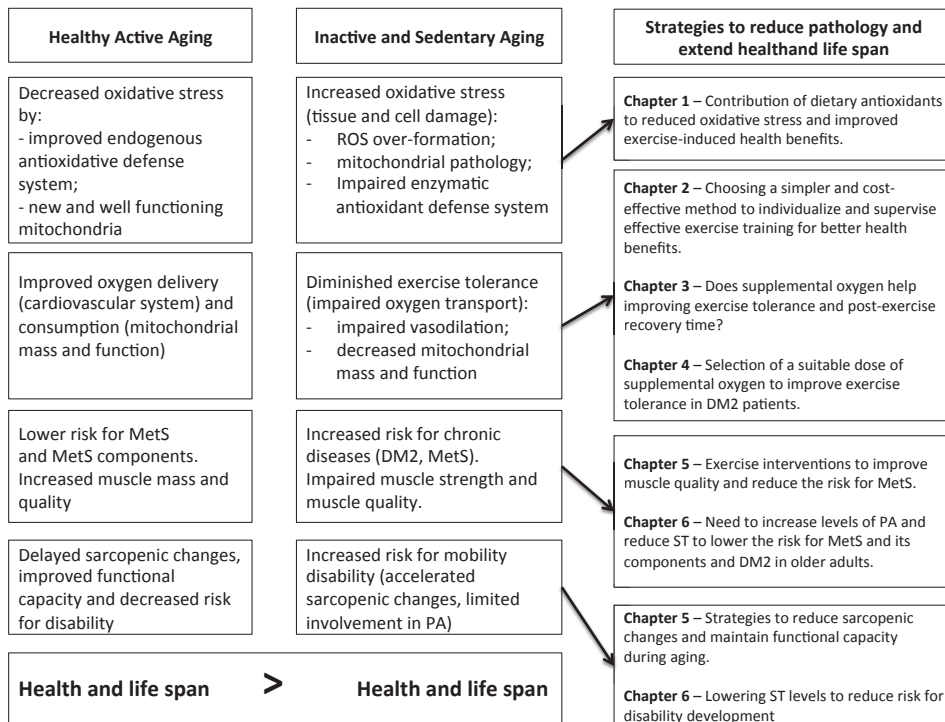 Healthy Active Aging
Decreased oxidative stress
by:
- improved endogenous
antioxidative defense
system;
- new and well functioning
mitochondria
Improved oxygen delivery
(cardiovascular system) and
consumption (mitochondrial
mass and function)
Lower risk for MetS
and MetS components.
Increased muscle mass and
quality
Delayed sarcopenic changes,
improved functional
capacity and decreased risk
for disability
Inactive and Sedentary Aging
Increased oxidative stress
(tissue and cell damage):
- ROS over-formation;
- mitochondrial pathology;
- Impaired enzymatic
antioxidant defense system
Diminished exercise tolerance
(impaired oxygen transport):
- impaired vasodilation;
- decreased mitochondrial
mass and function
Increased risk for chronic
diseases (DM2, MetS).
Impaired muscle strength and
muscle quality.
Increased risk for mobility
disability (accelerated
sarcopenic changes, limited
involvement in PA)
Health and life span > Health and life span
Strategies to reduce pathology and
extend healthand life span
Chapter 1 – Contribution of dietary antioxidants
to reduced oxidative stress and improved
exercise-induced health benefits.
Chapter 2 – Choosing a simpler and cost-
effective method to individualize and supervise
effective exercise training for better health
benefits.
Chapter 3 – Does supplemental oxygen help
improving exercise tolerance and post-exercise
recovery time?
Chapter 4 – Selection of a suitable dose of
supplemental oxygen to improve exercise
tolerance in DM2 patients.
Chapter 5 – Exercise interventions to improve
muscle quality and reduce the risk for MetS.
Chapter 6 – Need to increase levels of PA and
reduce ST to lower the risk for MetS and its
components and DM2 in older adults.
Chapter 5 – Strategies to reduce sarcopenic
changes and maintain functional capacity
during aging.
Chapter 6 – Lowering ST levels to reduce risk for
disability development